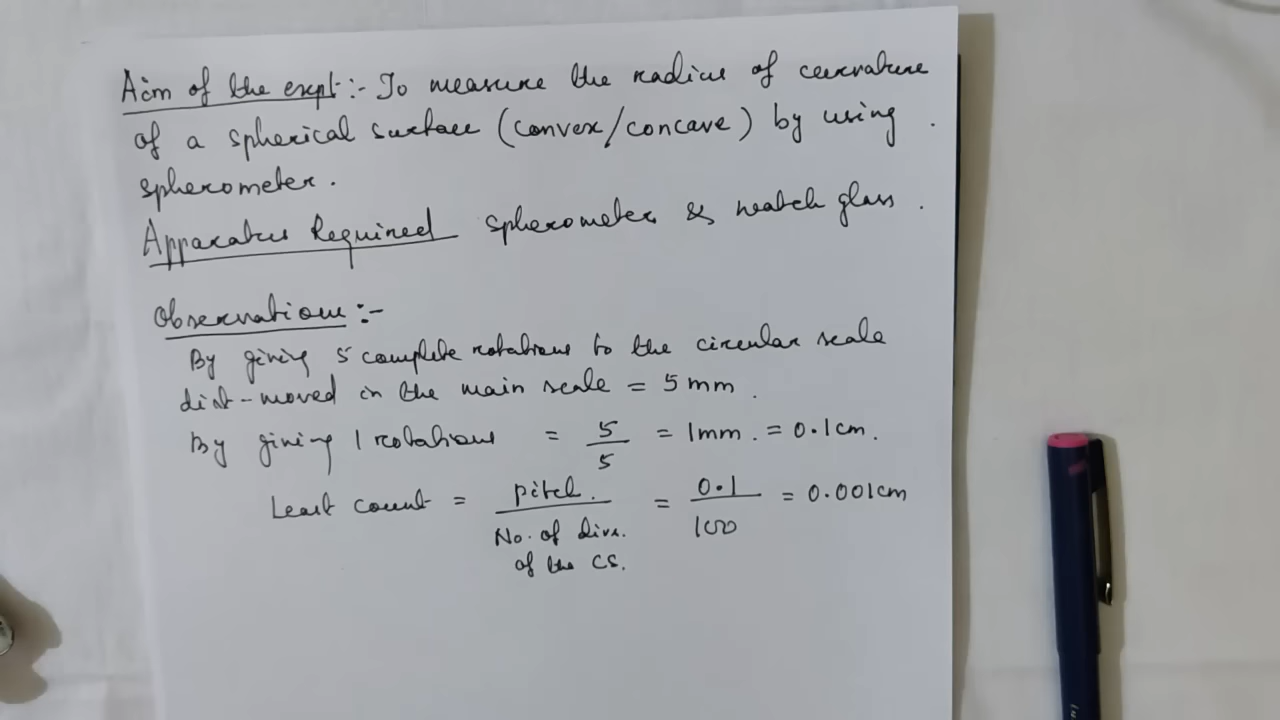 Aim of the expt:- To measure the radius of curvature
of a spherical surface (convex/concave) by using
spherometer.
Apparatus Required spherometer & watch glass.
Observations:-
By giving 5 complete rotations to the circular scale
dist-moved in the main scale = 5 mm.
By giving 1 rotations = 5/5 = 1mm. = 0.1cm.
Least count = Pitch./No. of divs. of the CS. = 0.1/100 = 0.001cm